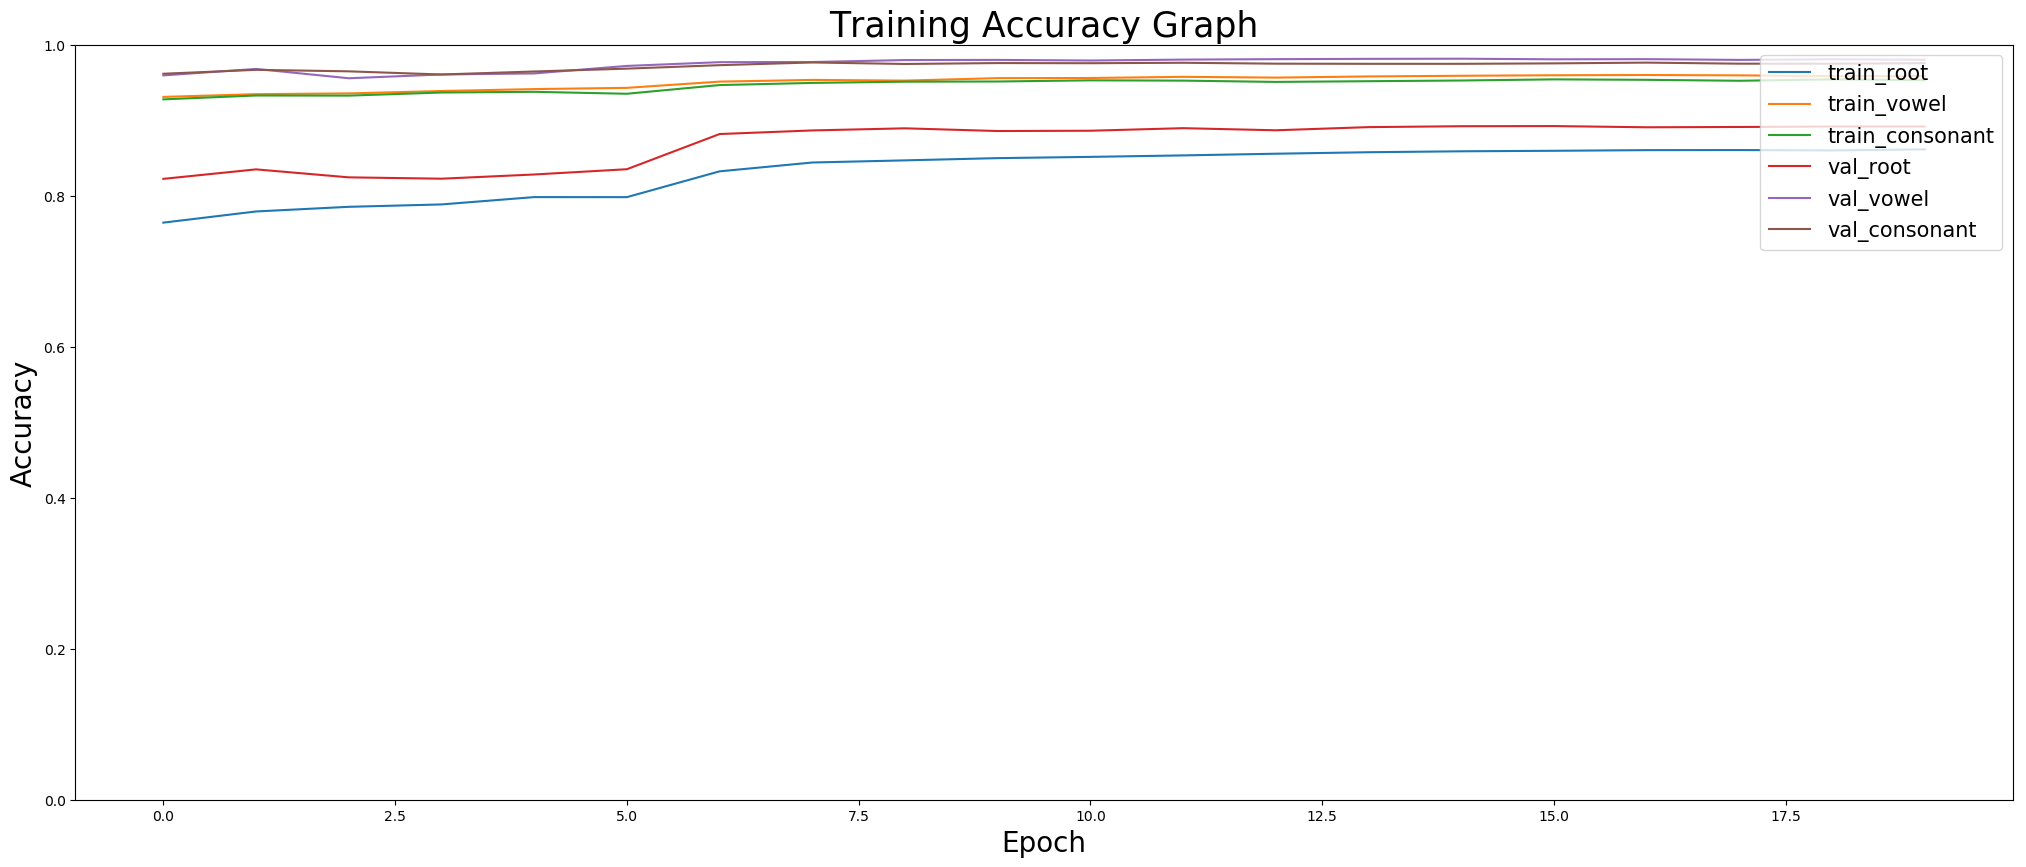 Training Accuracy Graph
1.0
0.8
0.6
0.4
0.2
0.0
Accuracy
train_root
train_vowel
train_consonant
val_root
val_vowel
val_consonant
0.0 2.5 5.0 7.5 10.0 12.5 15.0 17.5
Epoch